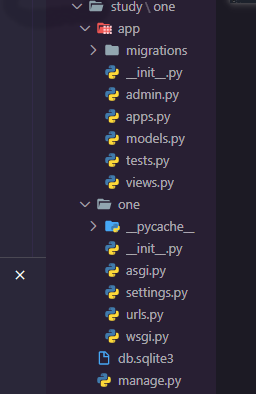 study\one
app
migrations
__init__.py
admin.py
apps.py
models.py
tests.py
views.py
one
__pycache__
__init__.py
asgi.py
settings.py
urls.py
wsgi.py
db.sqlite3
manage.py